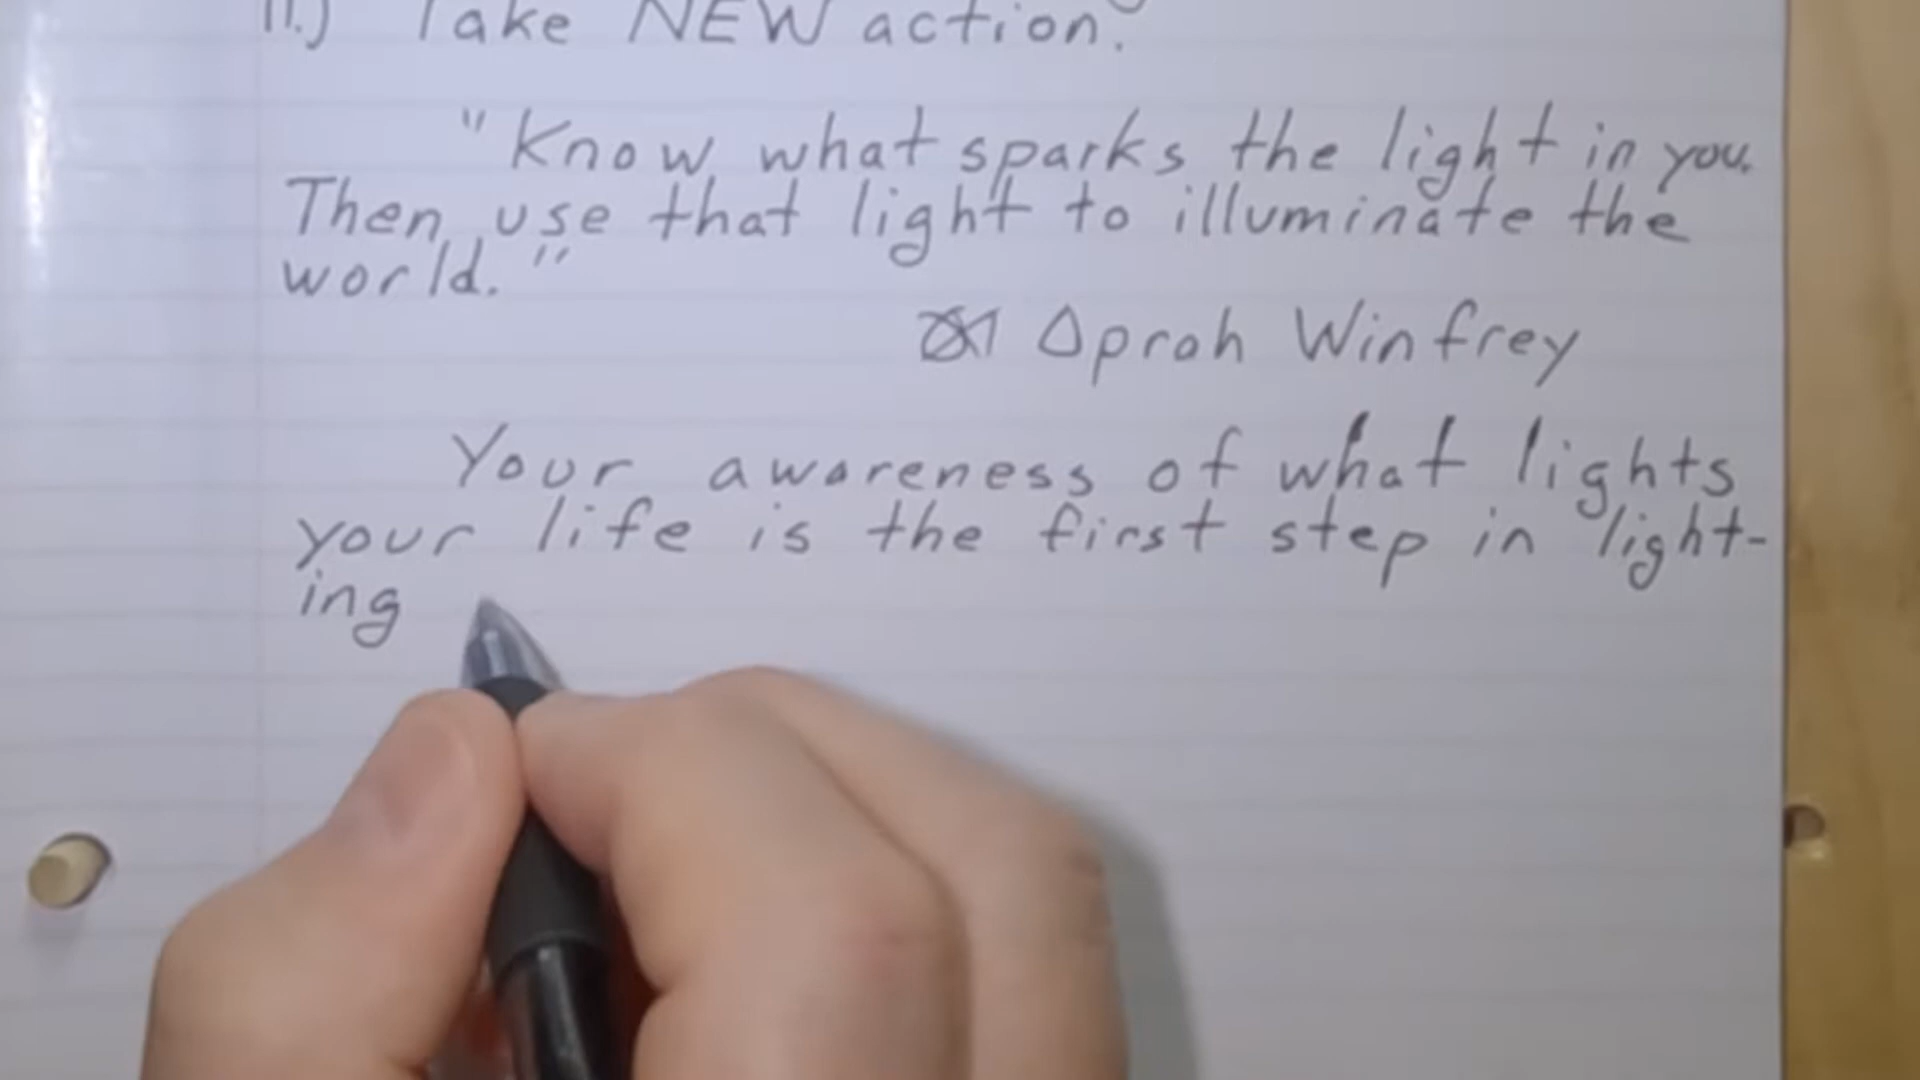 11.) Take NEW action.
"Know what sparks the light in you.
Then use that light to illuminate the
world."
Oprah Winfrey
Your awareness of what lights
your life is the first step in light-
ing